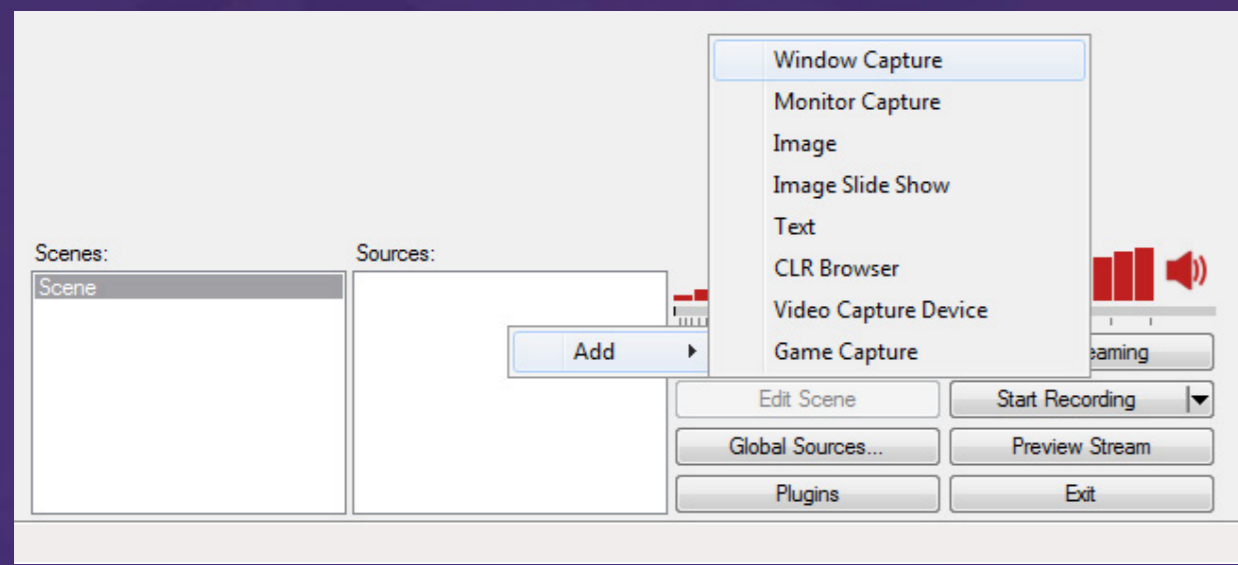 Window Capture
Monitor Capture
Image
Image Slide Show
Text
CLR Browser
Video Capture Device
Game Capture
Scenes:
Sources:
Scene
Add
eaming
Edit Scene
Start Recording
Global Sources...
Preview Stream
Plugins
Exit